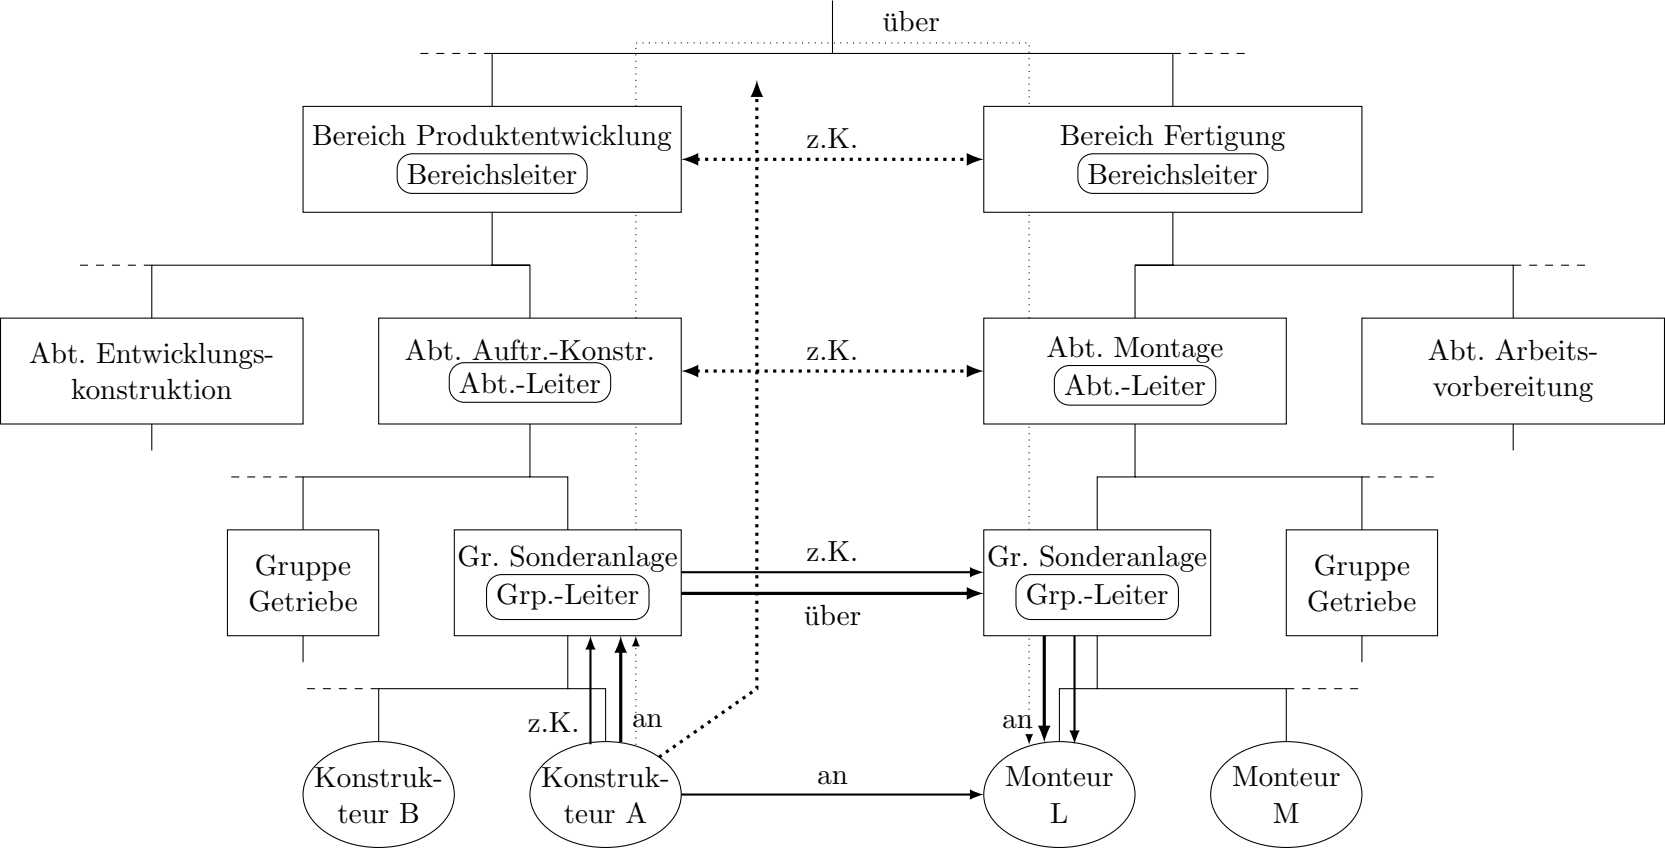 über
Bereich Produktentwicklung
Bereichsleiter
z.K.
Bereich Fertigung
Bereichsleiter
Abt. Entwicklungs-
konstruktion
Abt. Auftr.-Konstr.
Abt.-Leiter
z.K.
Abt. Montage
Abt.-Leiter
Abt. Arbeits-
vorbereitung
Gruppe
Getriebe
Gr. Sonderanlage
Grp.-Leiter
z.K.
über
Gr. Sonderanlage
Grp.-Leiter
Gruppe
Getriebe
z.K.
an
an
Konstruk-
teur B
Konstruk-
teur A
an
Monteur
L
Monteur
M